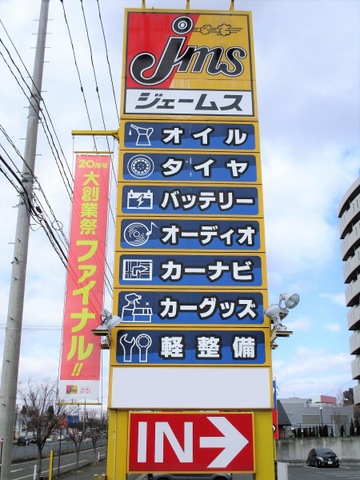 jms
ジェームス
オイル
タイヤ
バッテリー
オーディオ
カーナビ
カーグッズ
軽整備
IN
20周年
大創業祭ファイナル!!